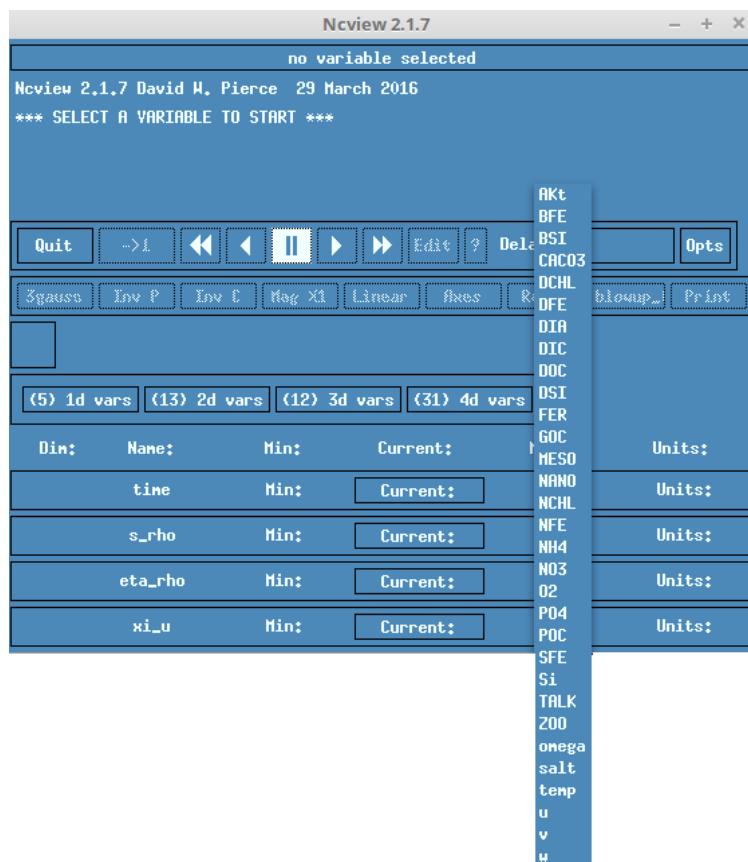 Ncview 2.1.7
no variable selected
Ncview 2.1.7 David W. Pierce 29 March 2016
*** SELECT A VARIABLE TO START ***
Quit ->1 Edit ? Opts
3gauss Inv P Inv C Mag X1 Linear Axes Print
(5) 1d vars (13) 2d vars (12) 3d vars (31) 4d vars
Dim: Name: Min: Current: Units:
time Min: Current: Units:
s_rho Min: Current: Units:
eta_rho Min: Current: Units:
xi_u Min: Current: Units:
AKt
BFE
BSI
CACO3
DCHL
DFE
DIA
DIC
DOC
DSI
FER
GOC
MESO
NANO
NCHL
NFE
NH4
NO3
O2
PO4
POC
SFE
Si
TALK
ZOO
omega
salt
temp
u
v
w